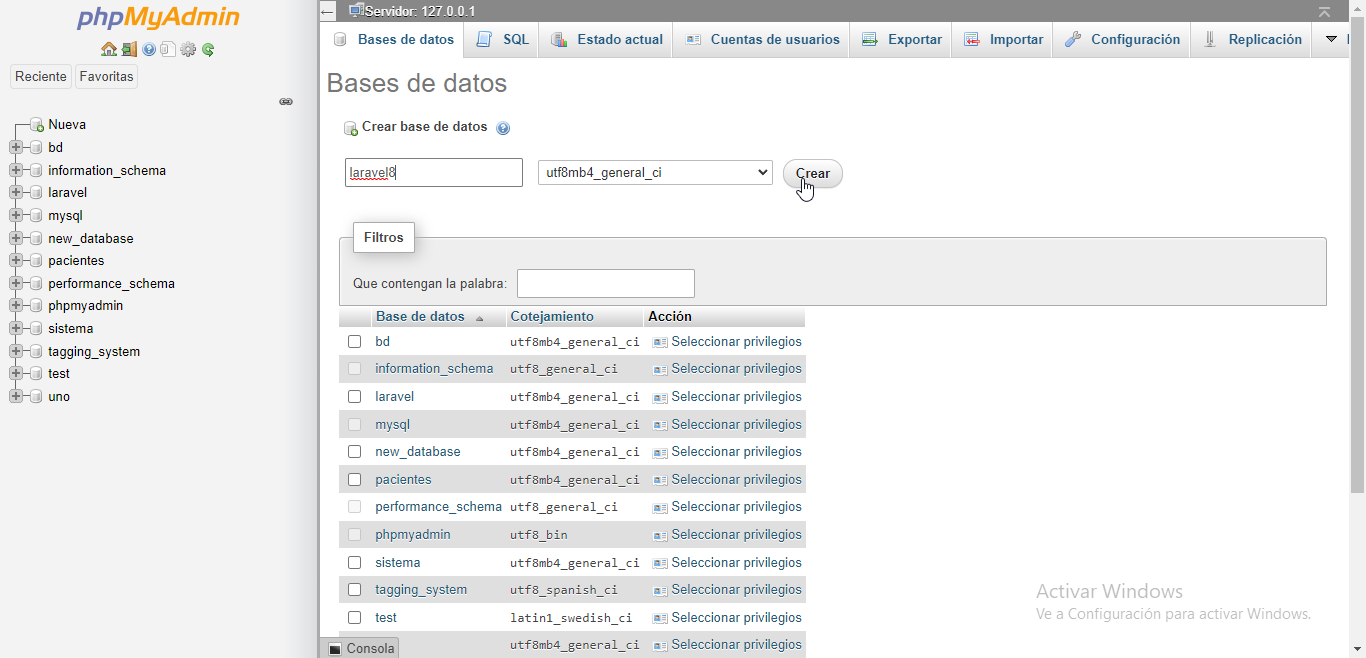 phpMyAdmin
Reciente Favoritas
Nueva
bd
information_schema
laravel
mysql
new_database
pacientes
performance_schema
phpmyadmin
sistema
tagging_system
test
uno
Servidor: 127.0.0.1
Bases de datos SQL Estado actual Cuentas de usuarios Exportar Importar Configuración Replicación
Bases de datos
Crear base de datos
laravel8 utf8mb4_general_ci Crear
Filtros
Que contengan la palabra:
Base de datos Cotejamiento Acción
bd utf8mb4_general_ci Seleccionar privilegios
information_schema utf8_general_ci Seleccionar privilegios
laravel utf8mb4_general_ci Seleccionar privilegios
mysql utf8mb4_general_ci Seleccionar privilegios
new_database utf8mb4_general_ci Seleccionar privilegios
pacientes utf8mb4_general_ci Seleccionar privilegios
performance_schema utf8_general_ci Seleccionar privilegios
phpmyadmin utf8_bin Seleccionar privilegios
sistema utf8mb4_general_ci Seleccionar privilegios
tagging_system utf8_spanish_ci Seleccionar privilegios
test latin1_swedish_ci Seleccionar privilegios
utf8mb4_general_ci Seleccionar privilegios
Consola
Activar Windows
Ve a Configuración para activar Windows.